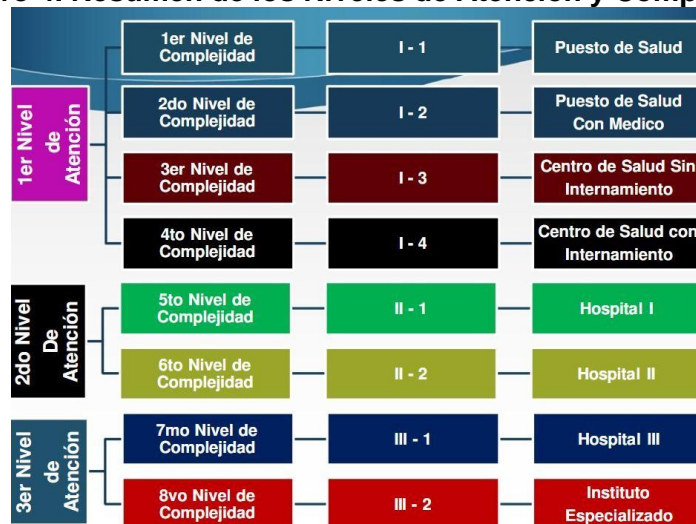 1er Nivel de
Atención
1er Nivel de
Complejidad
I - 1
Puesto de Salud
2do Nivel de
Complejidad
I - 2
Puesto de Salud
Con Medico
3er Nivel de
Complejidad
I - 3
Centro de Salud Sin
Internamiento
4to Nivel de
Complejidad
I - 4
Centro de Salud con
Internamiento
2do Nivel
De
Atención
5to Nivel de
Complejidad
II - 1
Hospital I
6to Nivel de
Complejidad
II - 2
Hospital II
3er Nivel
de
Atención
7mo Nivel de
Complejidad
III - 1
Hospital III
8vo Nivel de
Complejidad
III - 2
Instituto
Especializado